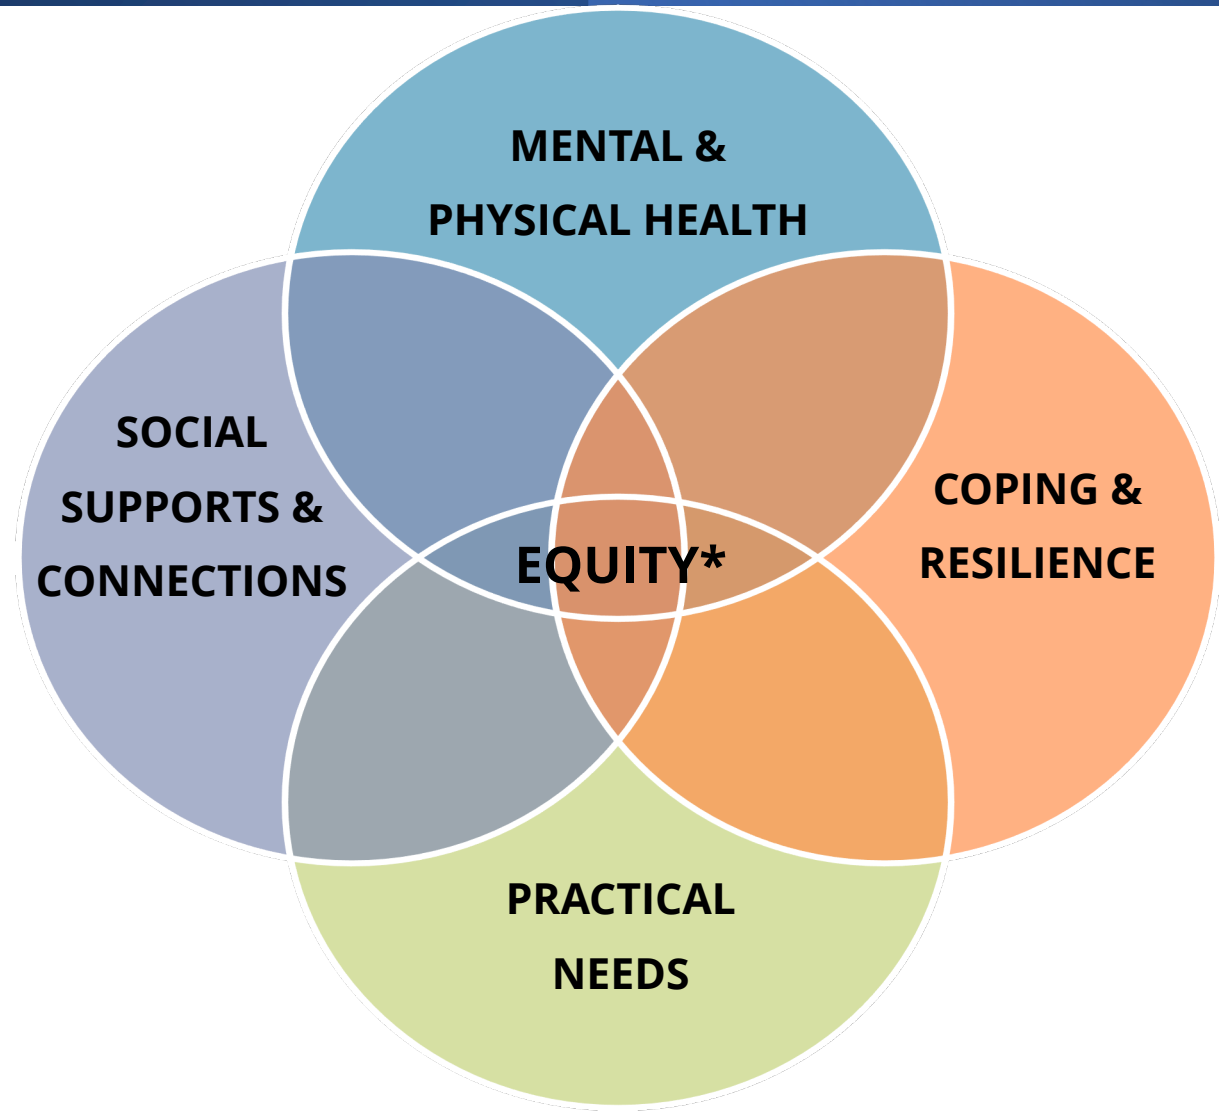 MENTAL &
PHYSICAL HEALTH
SOCIAL
SUPPORTS &
CONNECTIONS
COPING &
RESILIENCE
EQUITY*
PRACTICAL
NEEDS